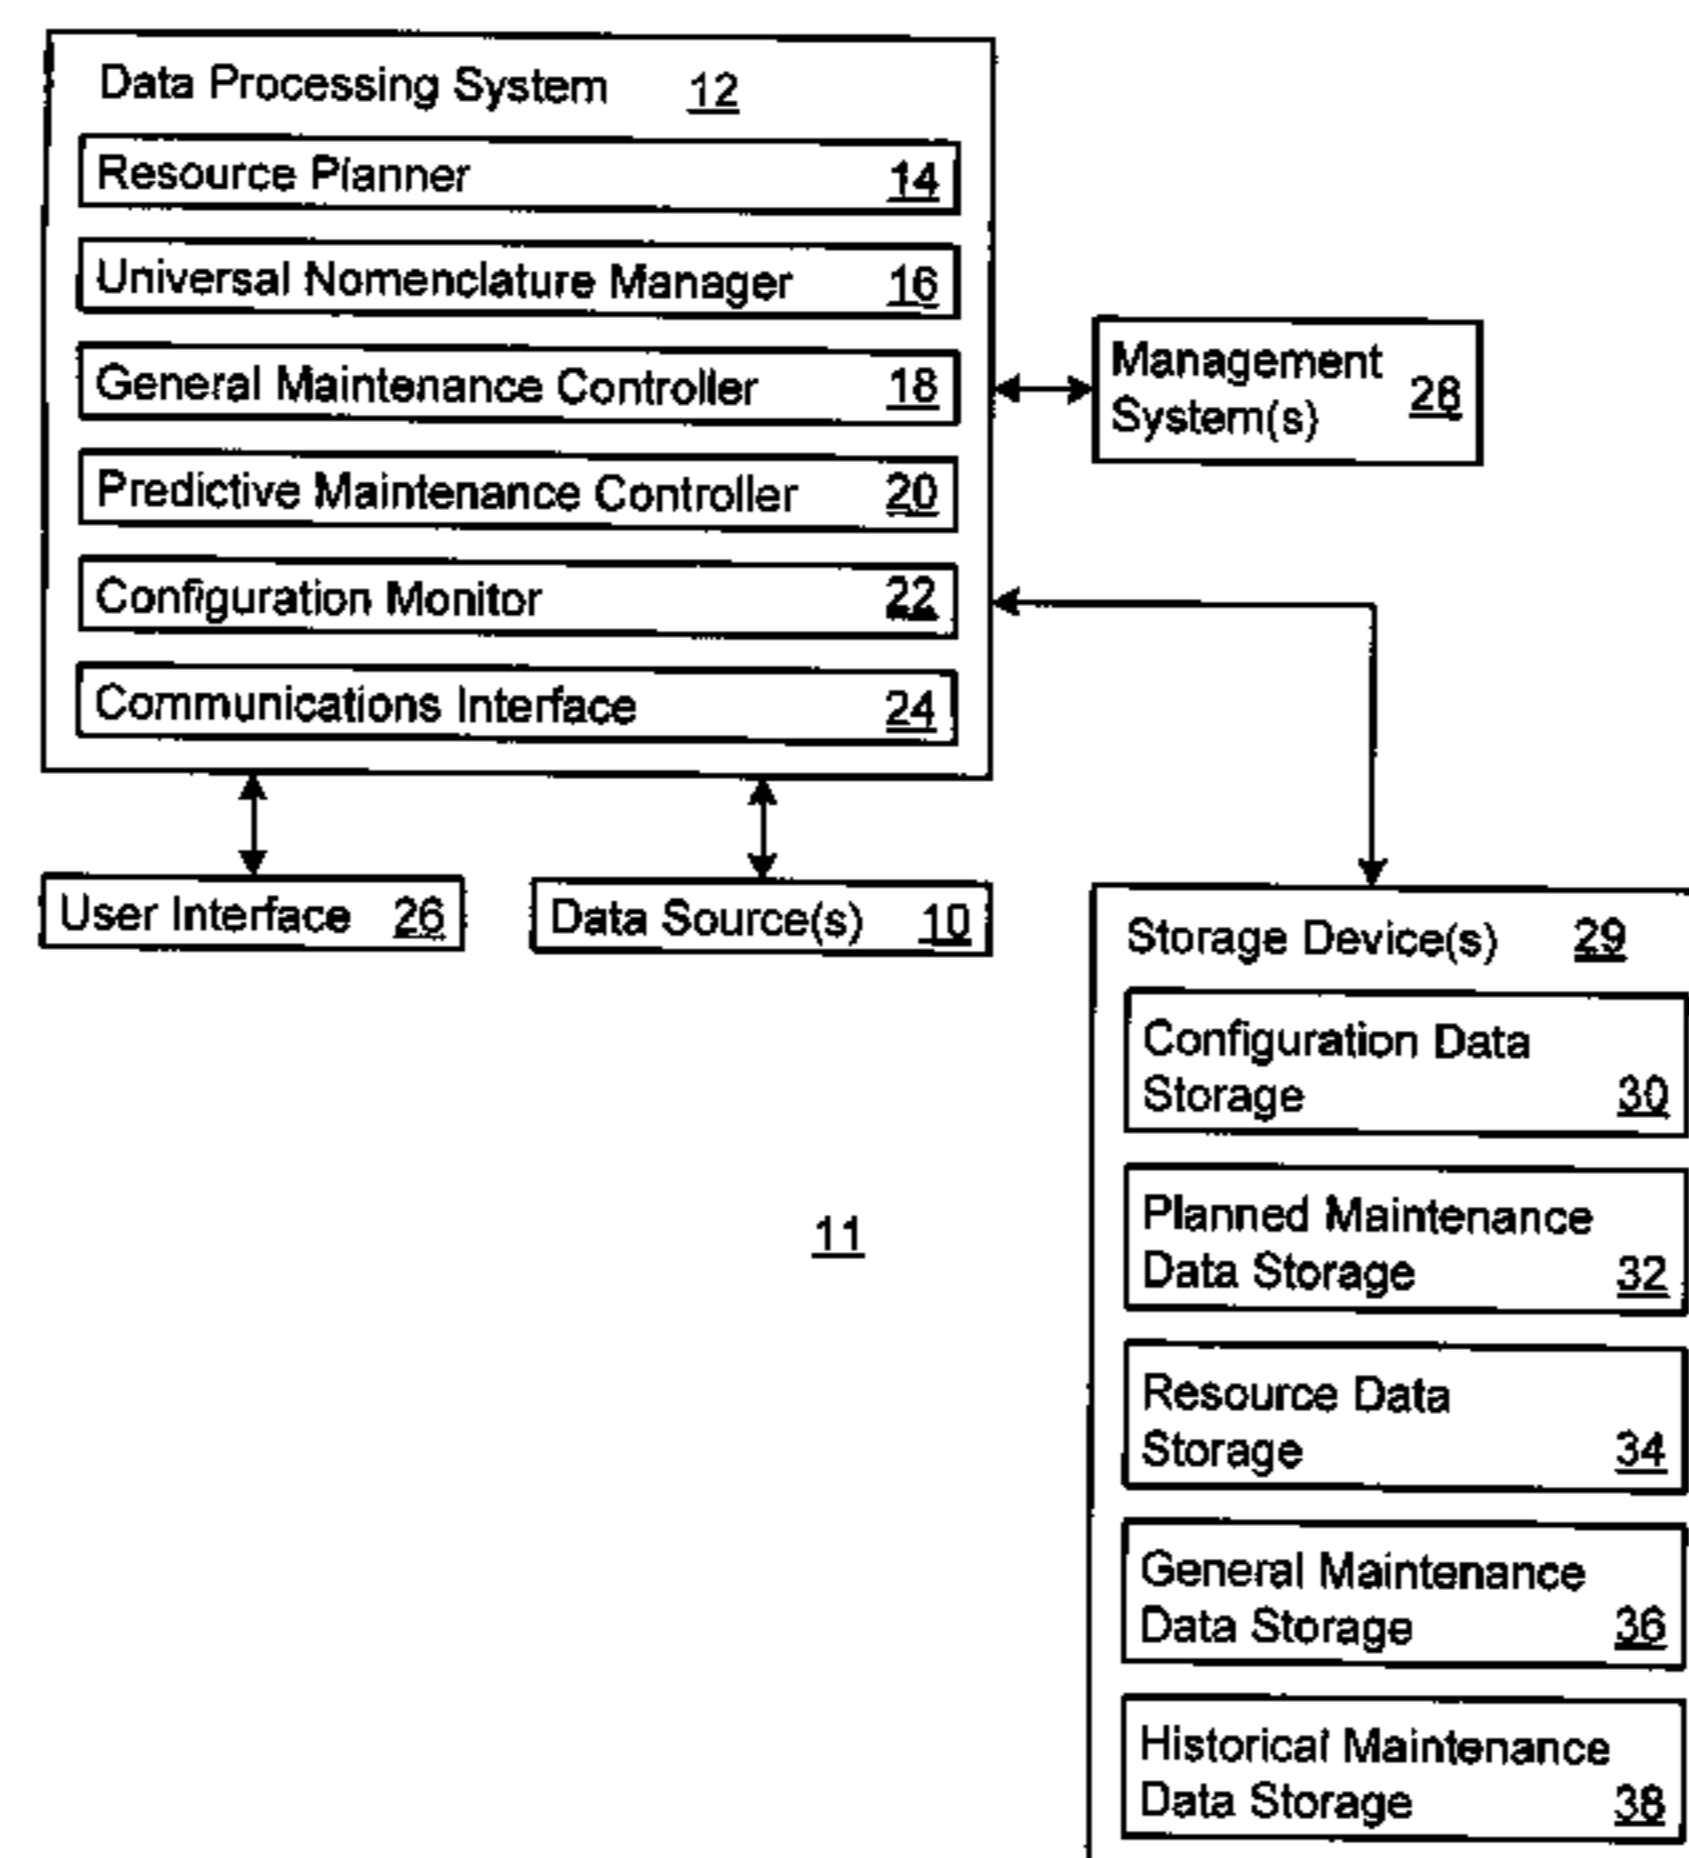 Data Processing System 12
Resource Planner 14
Universal Nomenclature Manager 16
General Maintenance Controller 18
Predictive Maintenance Controller 20
Configuration Monitor 22
Communications Interface 24
Management
System(s) 28
User Interface 26
Data Source(s) 10
Storage Device(s) 29
Configuration Data
Storage 30
11
Planned Maintenance
Data Storage 32
Resource Data
Storage 34
General Maintenance
Data Storage 36
Historical Maintenance
Data Storage 38